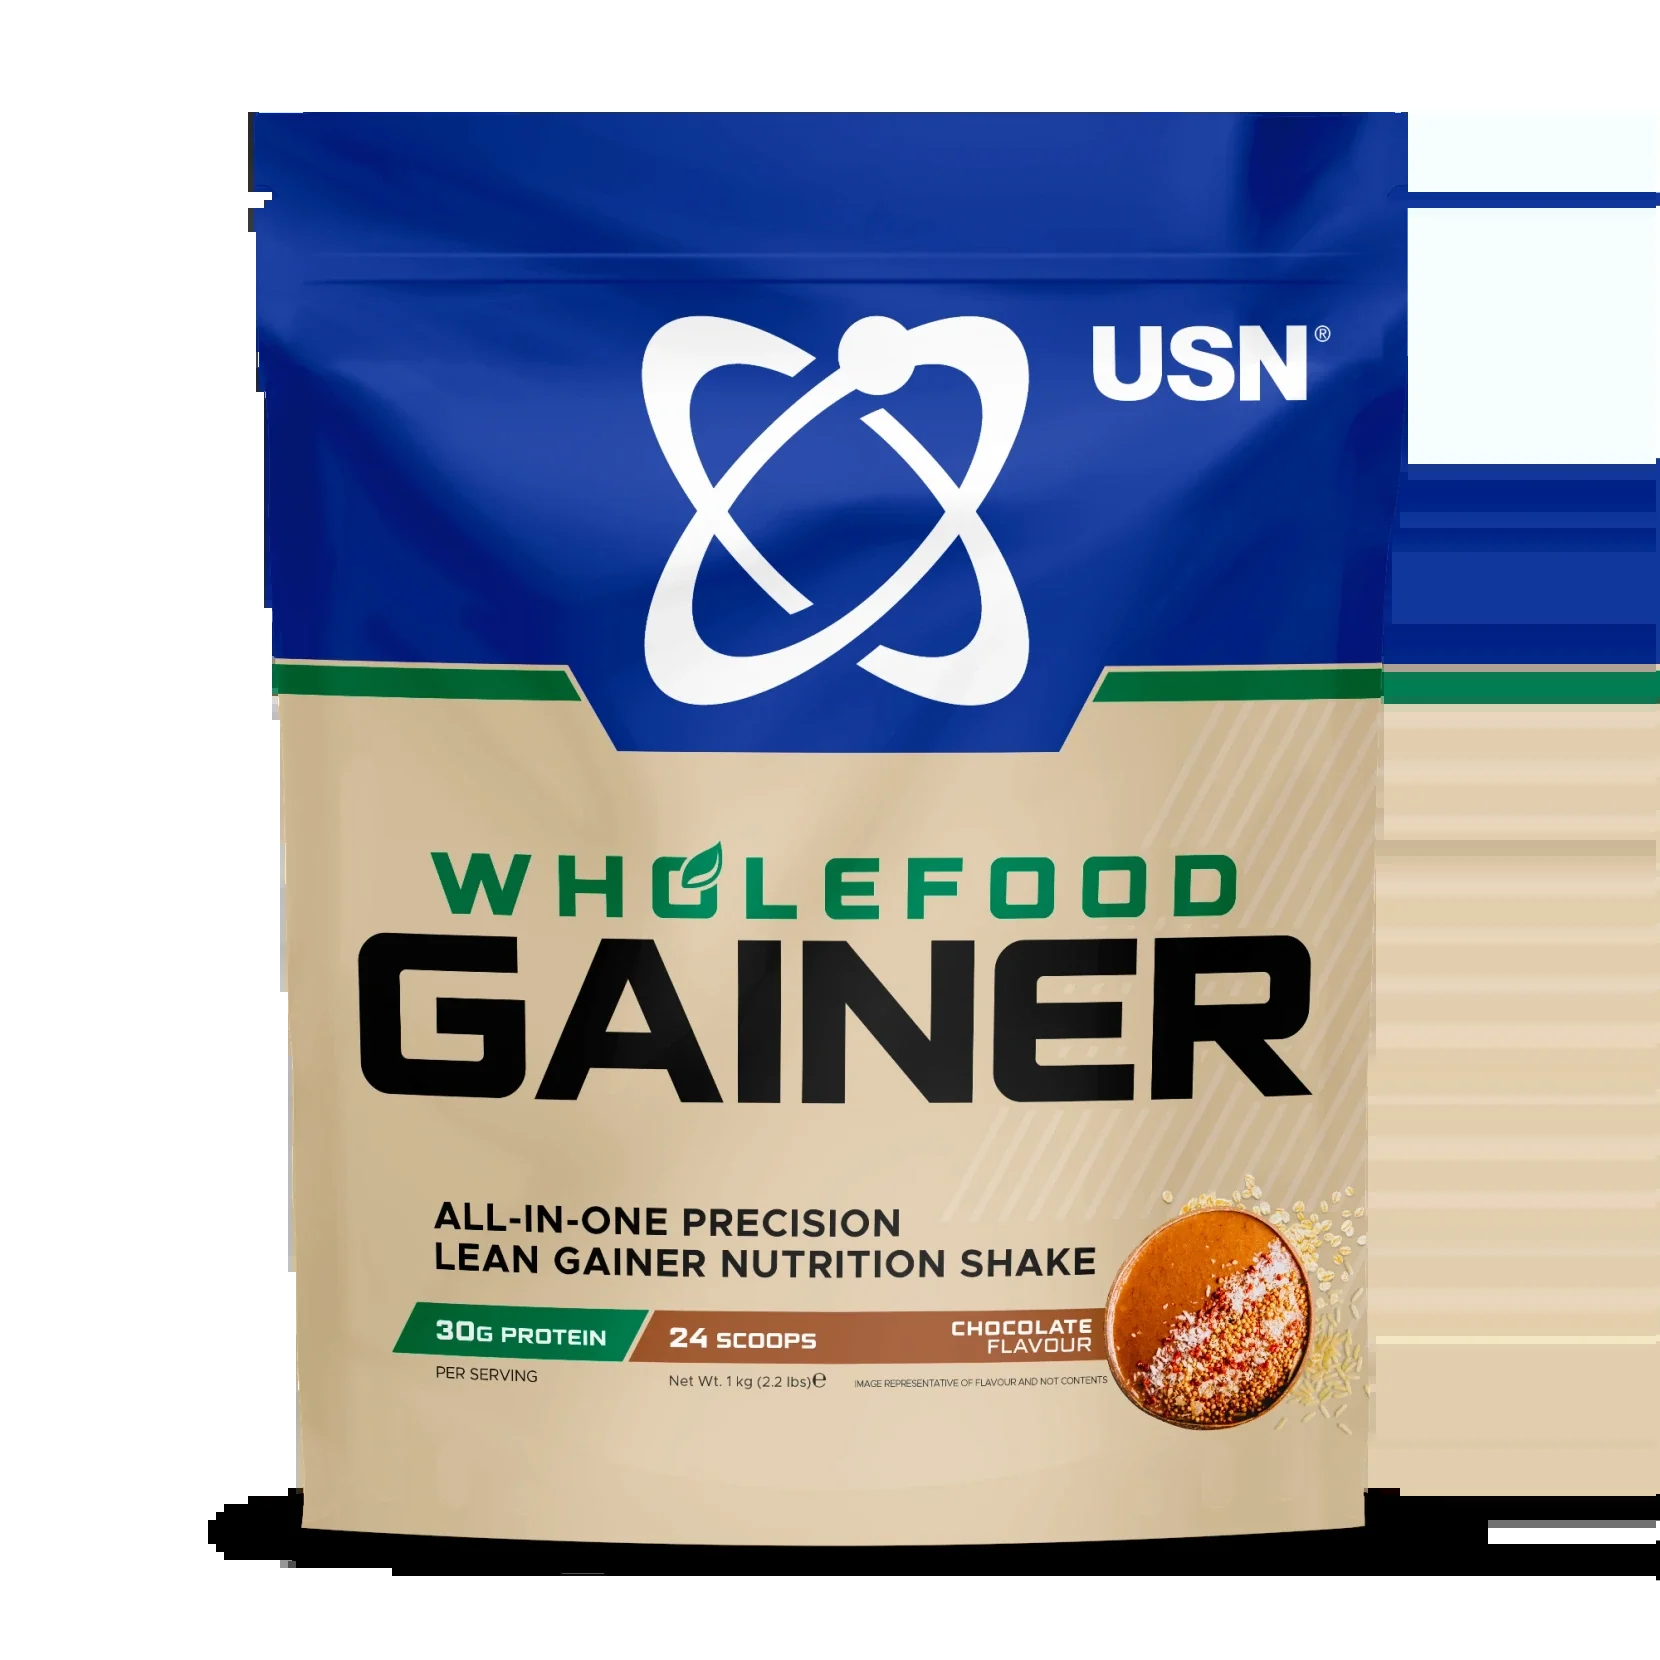 USN®
WHOLEFOOD
GAINER
ALL-IN-ONE PRECISION
LEAN GAINER NUTRITION SHAKE
30G PROTEIN
PER SERVING
24 SCOOPS
Net Wt. 1 kg (2.2 lbs)℮
CHOCOLATE
FLAVOUR
IMAGE REPRESENTATIVE OF FLAVOUR AND NOT CONTENTS